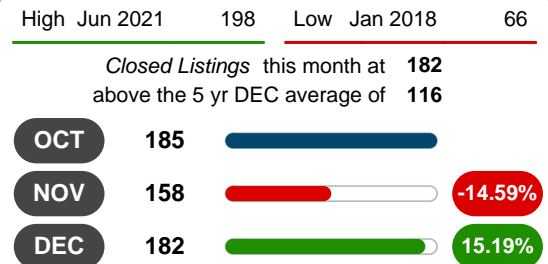 High Jun 2021 198 Low Jan 2018 66
Closed Listings this month at 182
above the 5 yr DEC average of 116
OCT 185
NOV 158 -14.59%
DEC 182 15.19%